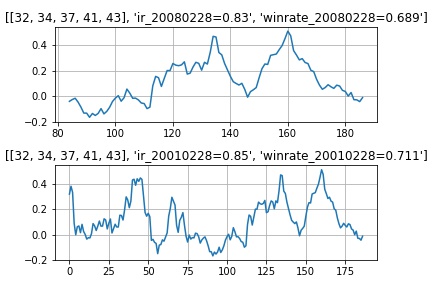 [[32, 34, 37, 41, 43], 'ir_20080228=0.83', 'winrate_20080228=0.689']
0.4
0.2
0.0
−0.2
80 100 120 140 160 180
[[32, 34, 37, 41, 43], 'ir_20010228=0.85', 'winrate_20010228=0.711']
0.4
0.2
0.0
−0.2
0 25 50 75 100 125 150 175